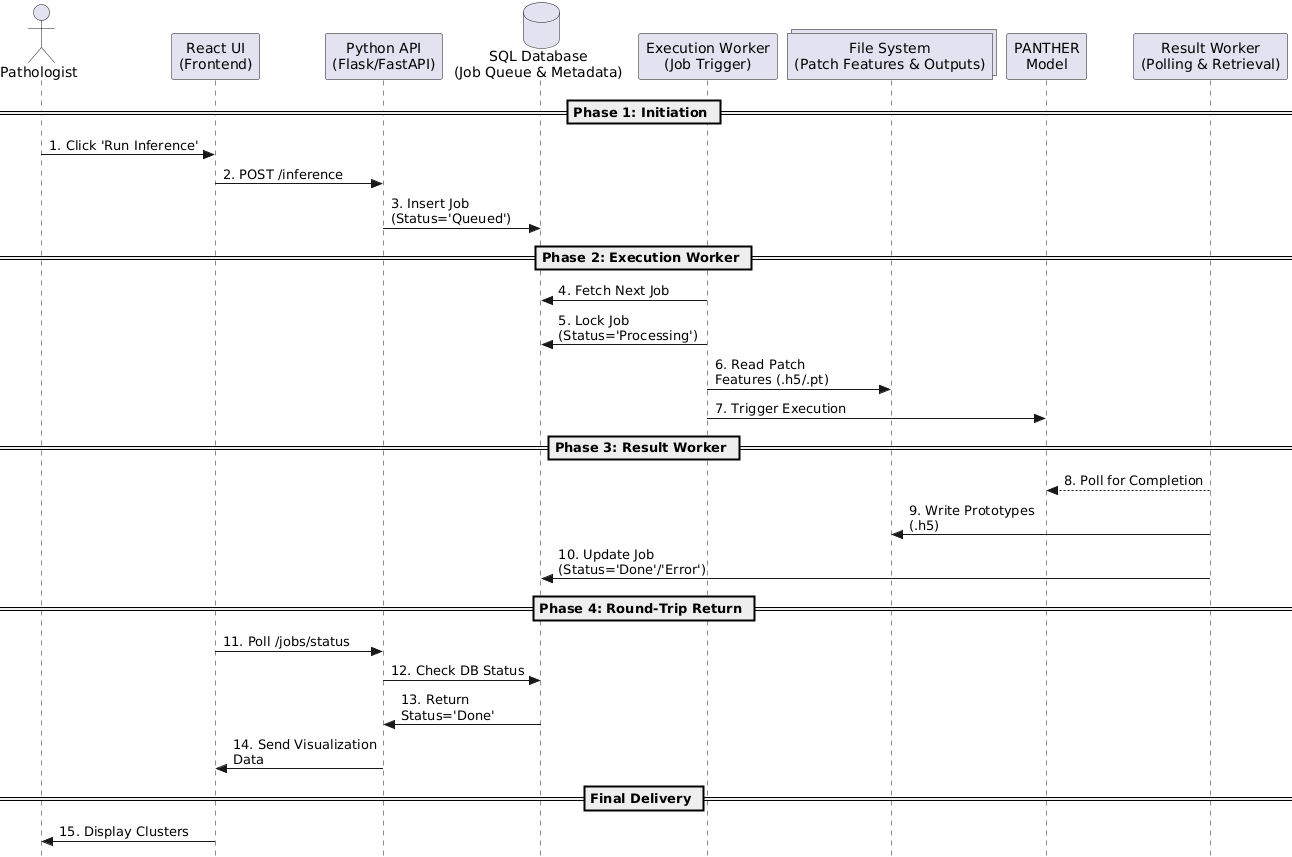 Pathologist
React UI
(Frontend)
Python API
(Flask/FastAPI)
SQL Database
(Job Queue & Metadata)
Execution Worker
(Job Trigger)
File System
(Patch Features & Outputs)
PANTHER
Model
Result Worker
(Polling & Retrieval)
Phase 1: Initiation
1. Click 'Run Inference'
2. POST /inference
3. Insert Job
(Status='Queued')
Phase 2: Execution Worker
4. Fetch Next Job
5. Lock Job
(Status='Processing')
6. Read Patch
Features (.h5/.pt)
7. Trigger Execution
Phase 3: Result Worker
8. Poll for Completion
9. Write Prototypes
(.h5)
10. Update Job
(Status='Done'/'Error')
Phase 4: Round-Trip Return
11. Poll /jobs/status
12. Check DB Status
13. Return
Status='Done'
14. Send Visualization
Data
Final Delivery
15. Display Clusters